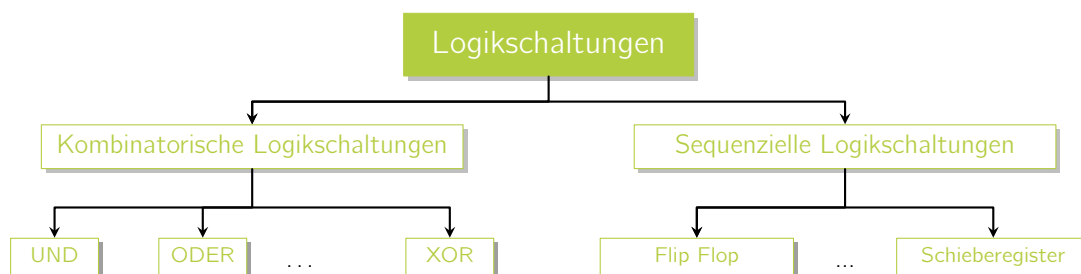 Logikschaltungen
Kombinatorische Logikschaltungen Sequenzielle Logikschaltungen
UND ODER ... XOR Flip Flop ... Schieberegister